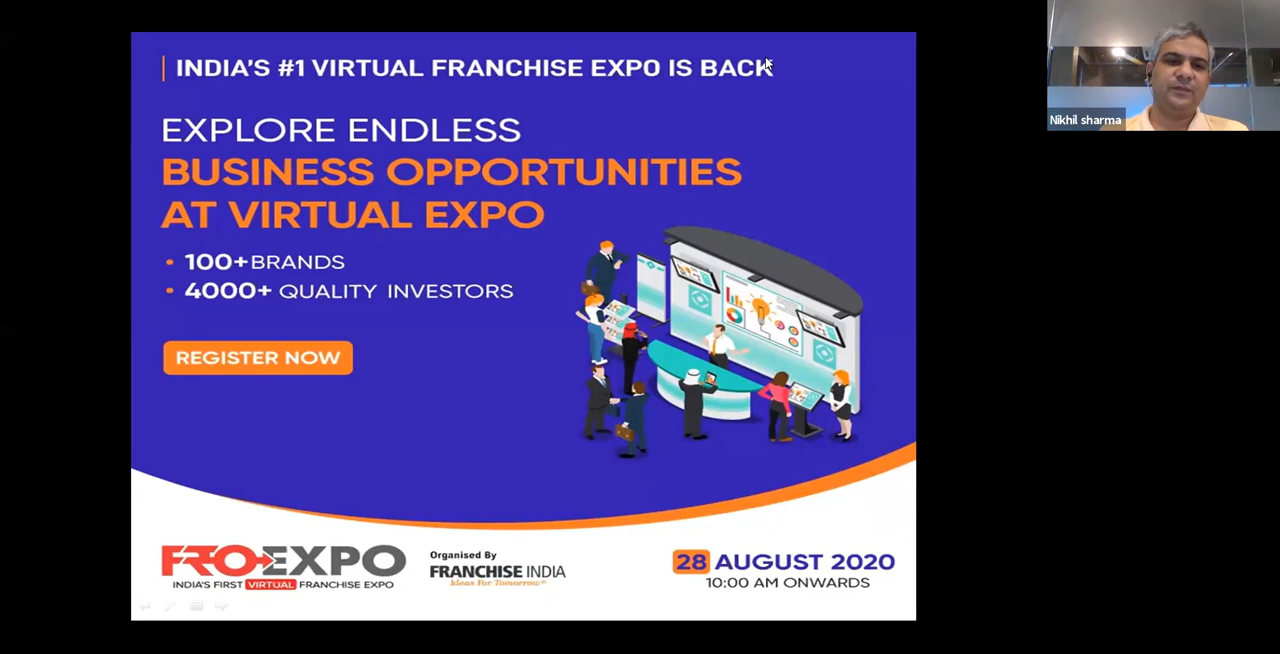 INDIA'S #1 VIRTUAL FRANCHISE EXPO IS BACK
EXPLORE ENDLESS
BUSINESS OPPORTUNITIES
AT VIRTUAL EXPO
• 100+ BRANDS
• 4000+ QUALITY INVESTORS
REGISTER NOW
FRO EXPO
INDIA'S FIRST VIRTUAL FRANCHISE EXPO
Organised By
FRANCHISE INDIA
Ideas For Tomorrow
28 AUGUST 2020
10:00 AM ONWARDS
Nikhil sharma